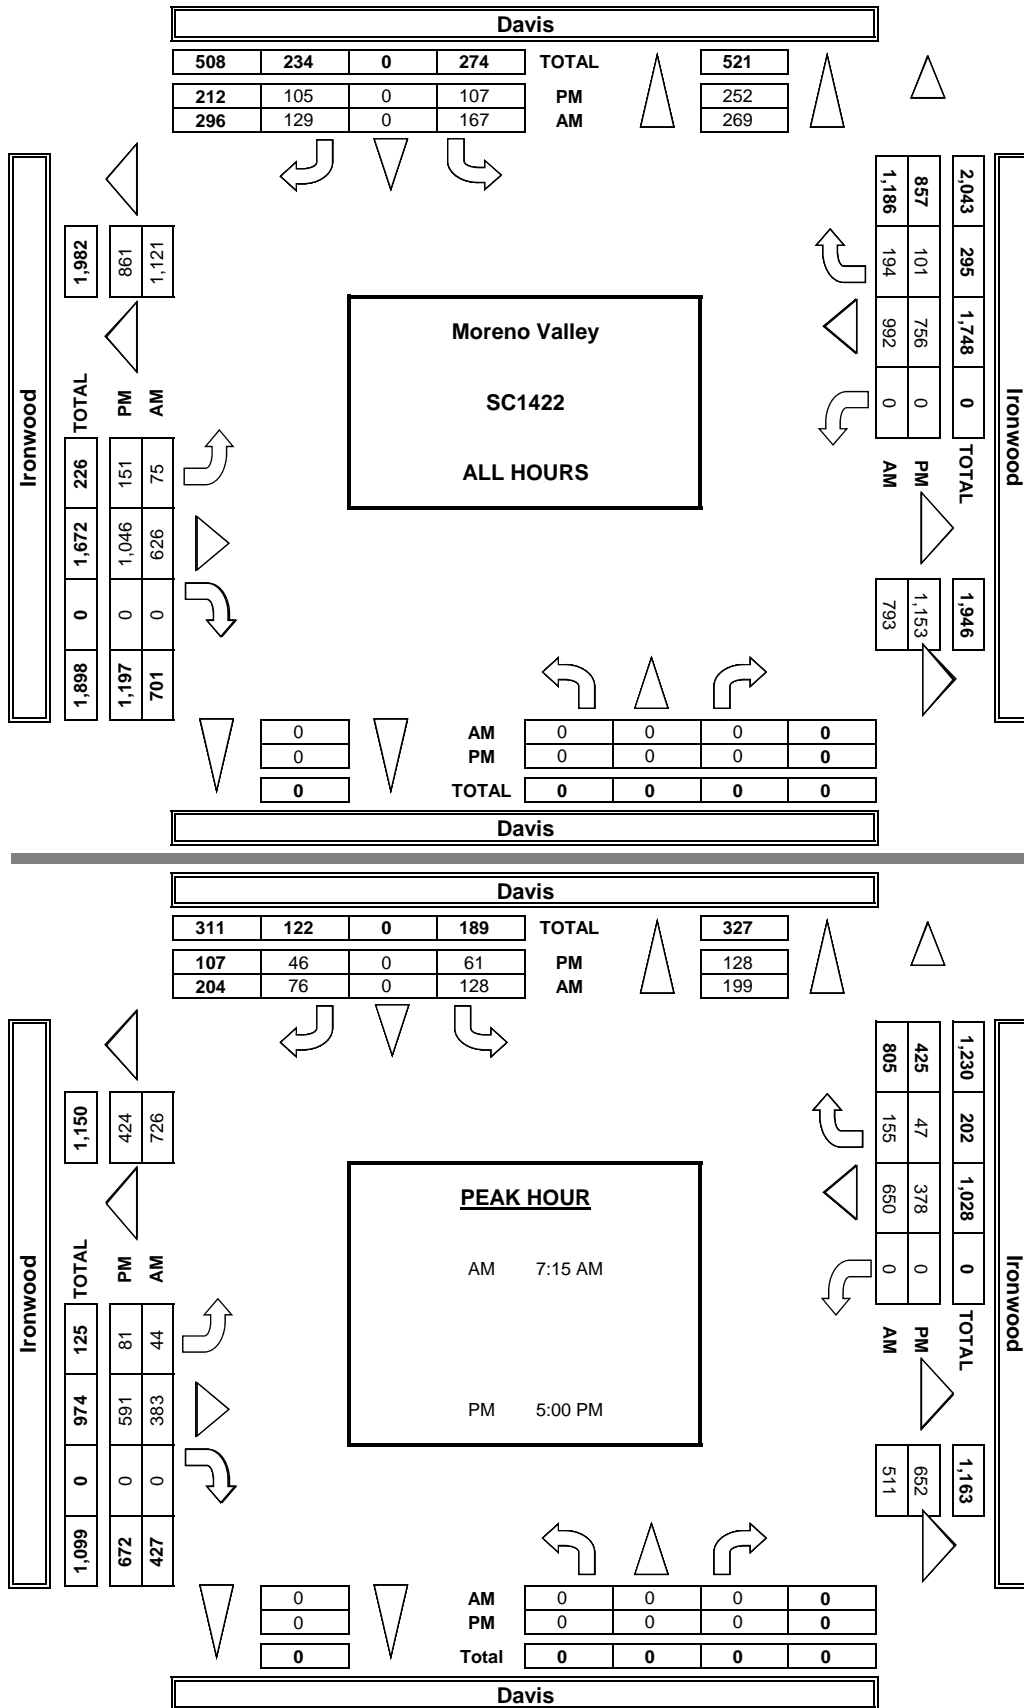 Davis
508 234 0 274 TOTAL 521
212 105 0 107 PM 252
296 129 0 167 AM 269
Ironwood
1,982 861 1,121
TOTAL PM AM
226 151 75
1,672 1,046 626
0 0 0
1,898 1,197 701
Moreno Valley
SC1422
ALL HOURS
Ironwood
1,186 857 2,043
194 101 295
992 756 1,748
0 0 0
AM PM TOTAL
793 1,153 1,946
0 AM 0 0 0 0
0 PM 0 0 0 0
0 TOTAL 0 0 0 0
Davis
Davis
311 122 0 189 TOTAL 327
107 46 0 61 PM 128
204 76 0 128 AM 199
Ironwood
1,150 424 726
TOTAL PM AM
125 81 44
974 591 383
0 0 0
1,099 672 427
PEAK HOUR
AM 7:15 AM
PM 5:00 PM
Ironwood
805 425 1,230
155 47 202
650 378 1,028
0 0 0
AM PM TOTAL
511 652 1,163
0 AM 0 0 0 0
0 PM 0 0 0 0
0 Total 0 0 0 0
Davis